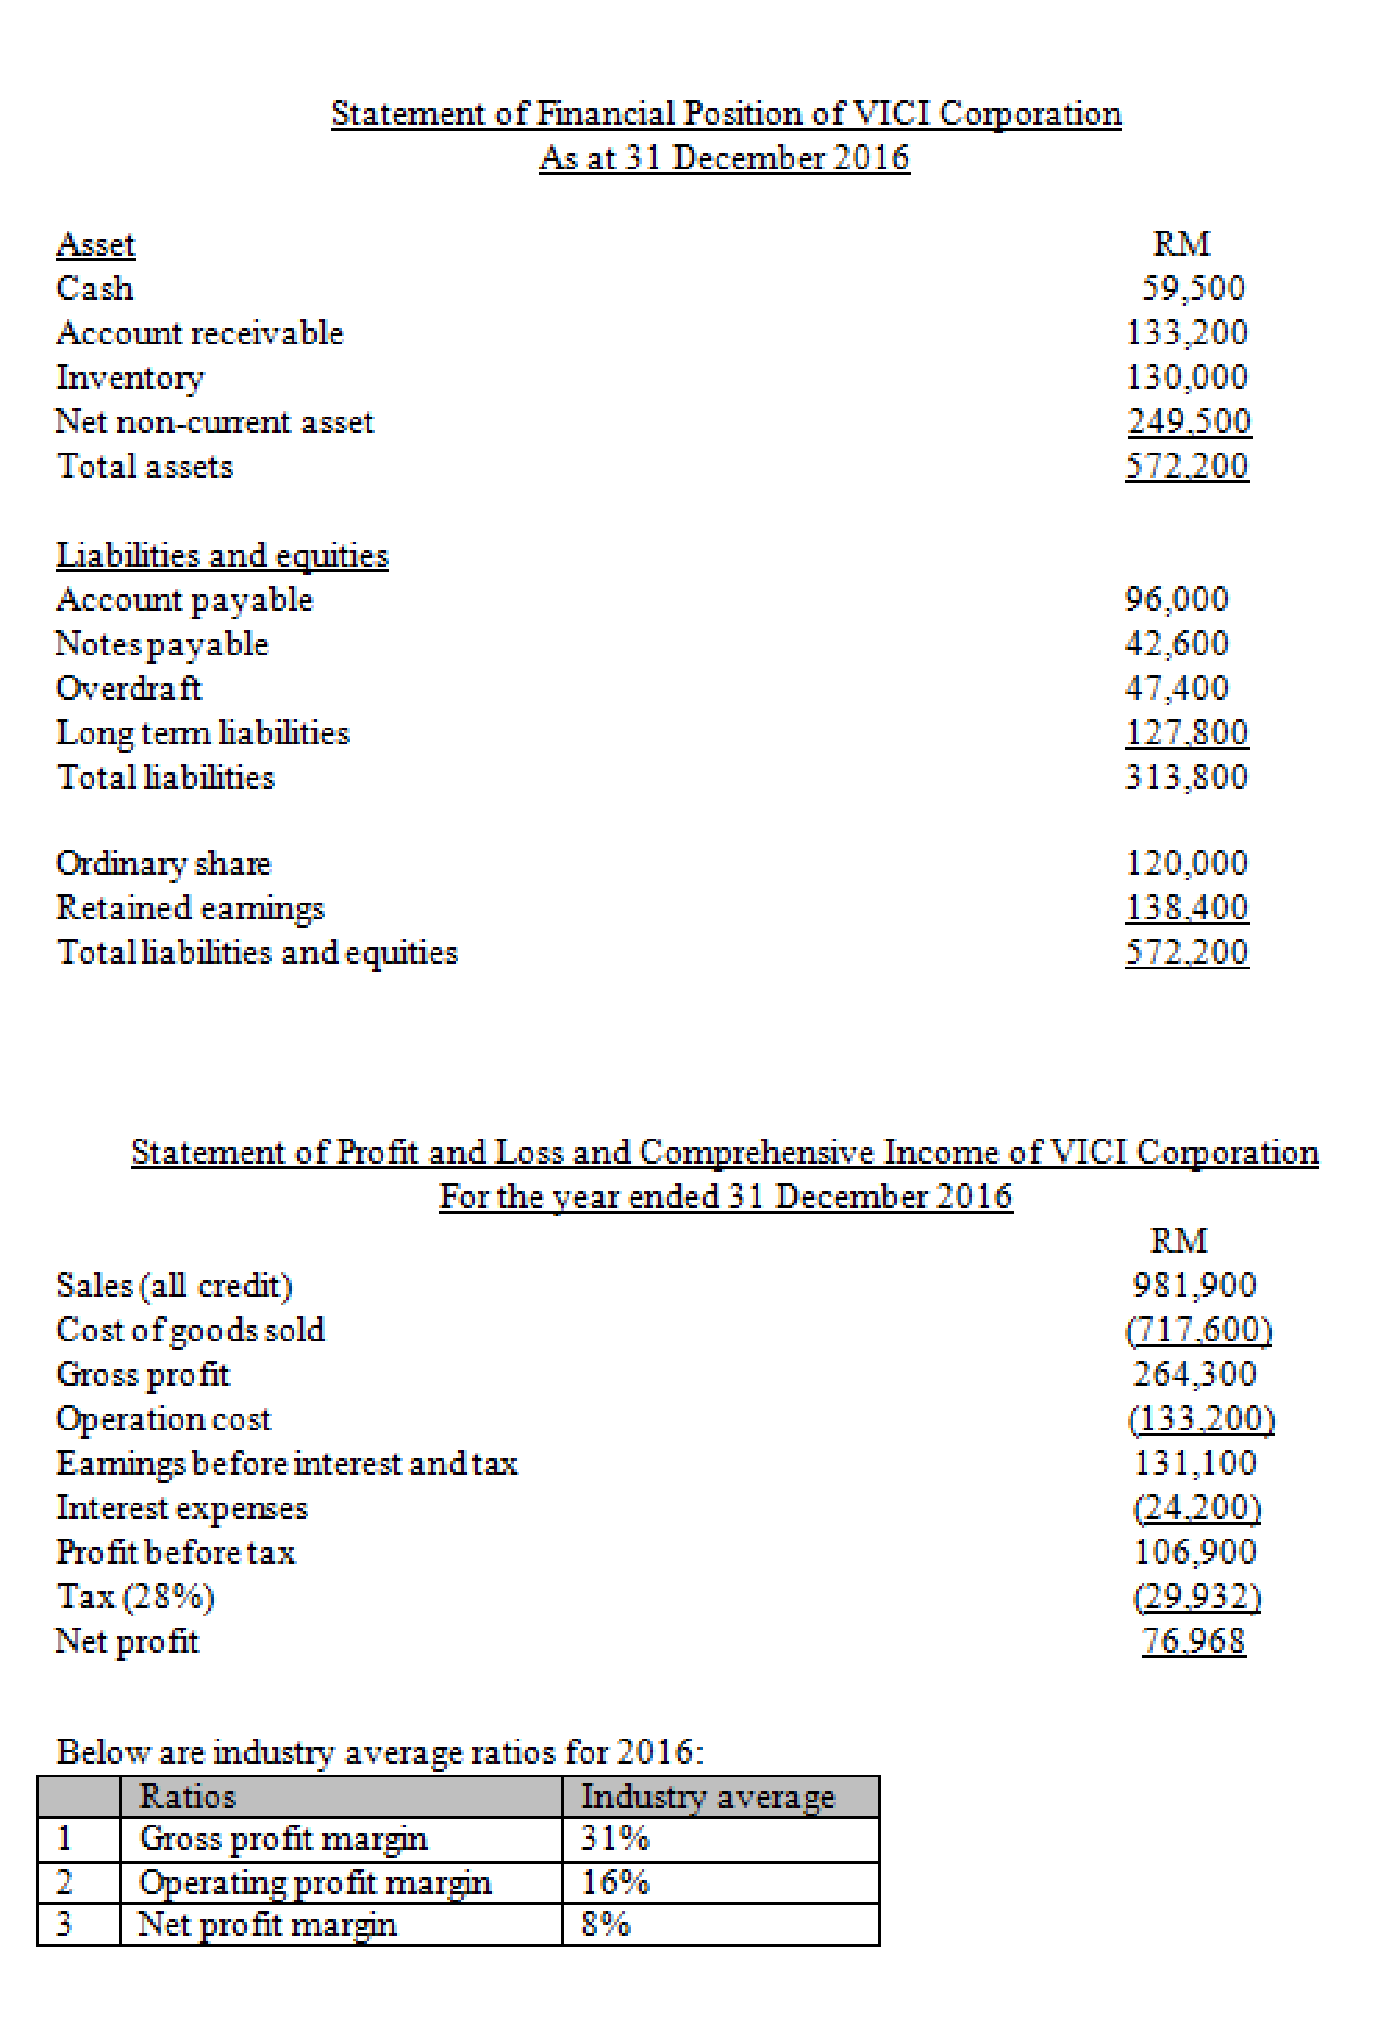 Statement of Financial Position of VICI Corporation
As at 31 December 2016
Asset RM
Cash 59,500
Account receivable 133,200
Inventory 130,000
Net non-current asset 249,500
Total assets 572,200
Liabilities and equities
Account payable 96,000
Notes payable 42,600
Overdraft 47,400
Long term liabilities 127,800
Total liabilities 313,800
Ordinary share 120,000
Retained earnings 138,400
Total liabilities and equities 572,200
Statement of Profit and Loss and Comprehensive Income of VICI Corporation
For the year ended 31 December 2016
RM
Sales (all credit) 981,900
Cost of goods sold (717,600)
Gross profit 264,300
Operation cost (133,200)
Earnings before interest and tax 131,100
Interest expenses (24,200)
Profit before tax 106,900
Tax (28%) (29,932)
Net profit 76,968
Below are industry average ratios for 2016:
Ratios Industry average
1 Gross profit margin 31%
2 Operating profit margin 16%
3 Net profit margin 8%